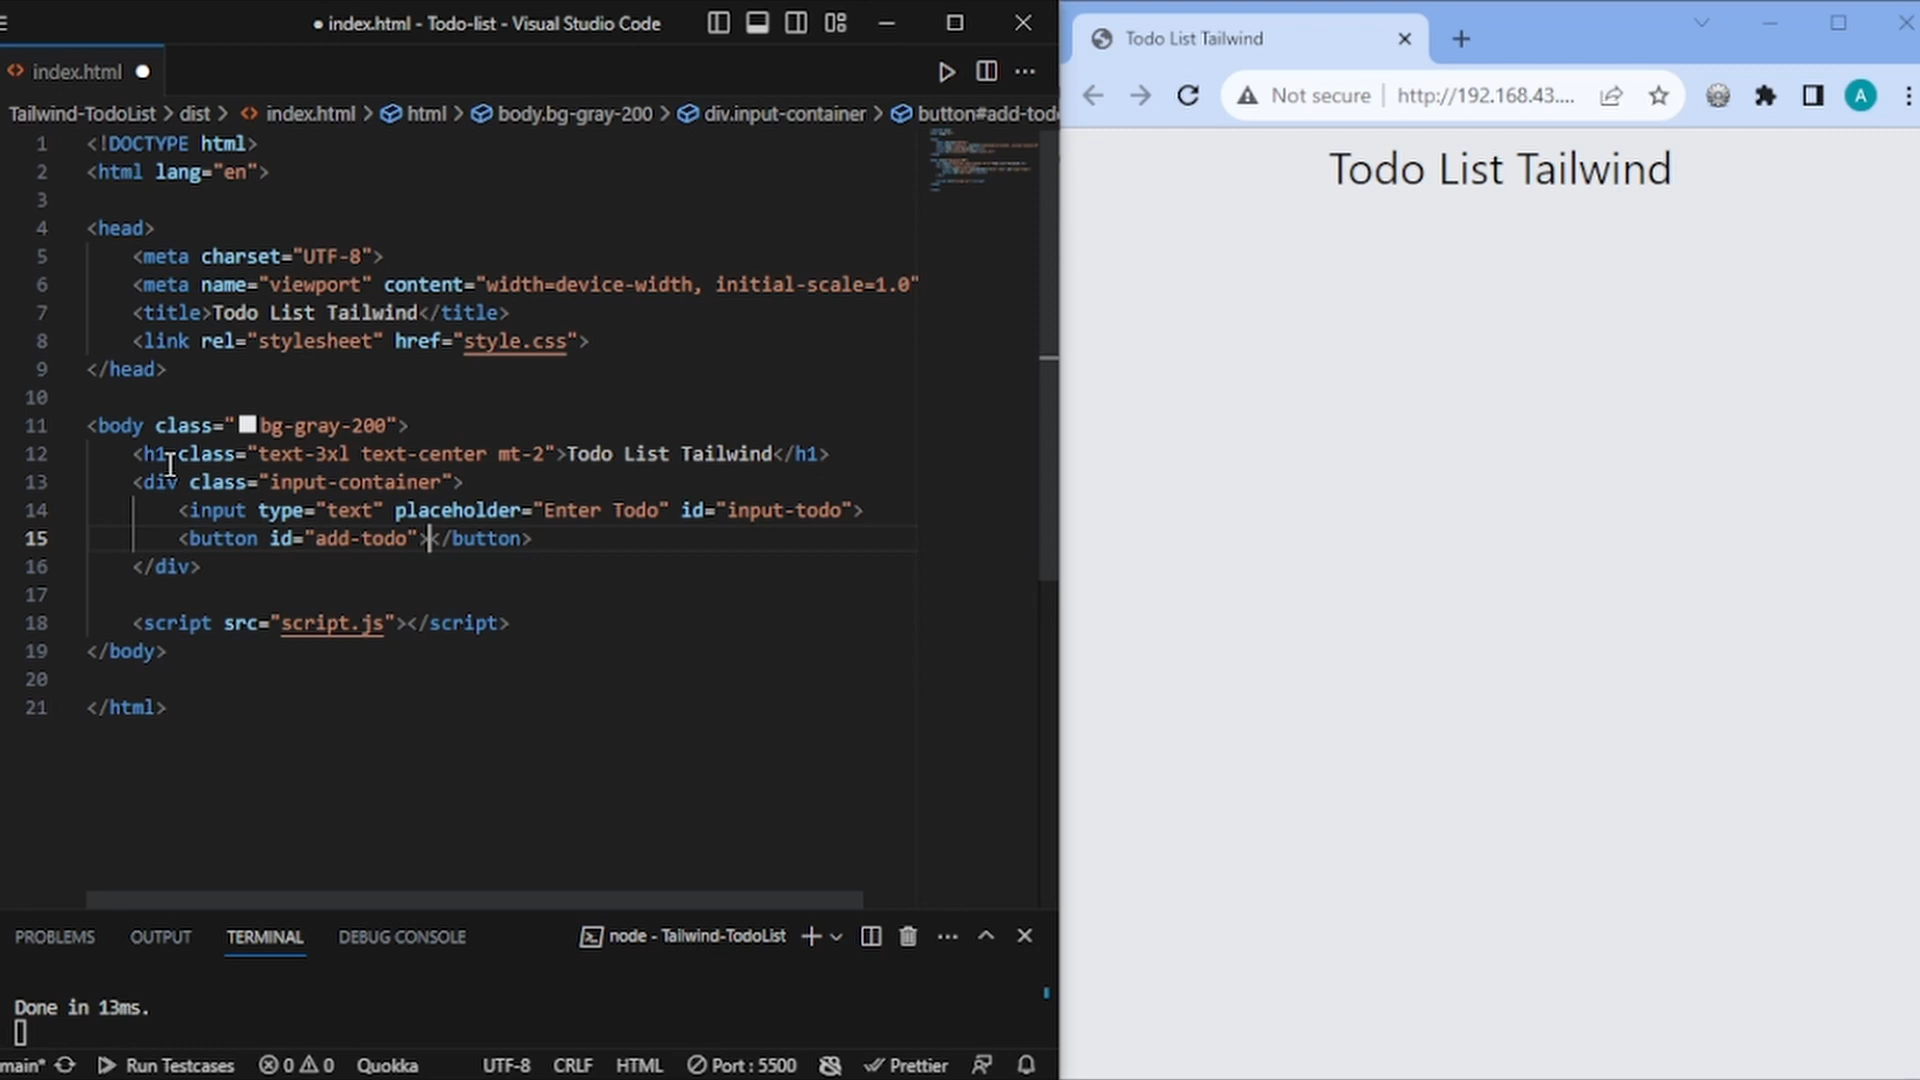 index.html - Todo-list - Visual Studio Code
index.html
Tailwind-TodoList > dist > index.html > html > body.bg-gray-200 > div.input-container > button#add-todo
1 <!DOCTYPE html>
2 <html lang="en">
3
4 <head>
5 <meta charset="UTF-8">
6 <meta name="viewport" content="width=device-width, initial-scale=1.0"
7 <title>Todo List Tailwind</title>
8 <link rel="stylesheet" href="style.css">
9 </head>
10
11 <body class="bg-gray-200">
12 <h1 class="text-3xl text-center mt-2">Todo List Tailwind</h1>
13 <div class="input-container">
14 <input type="text" placeholder="Enter Todo" id="input-todo">
15 <button id="add-todo"></button>
16 </div>
17
18 <script src="script.js"></script>
19 </body>
20
21 </html>
PROBLEMS OUTPUT TERMINAL DEBUG CONSOLE node - Tailwind-TodoList
Done in 13ms.
main* Run Testcases 0 0 Quokka UTF-8 CRLF HTML Port : 5500 Prettier
Todo List Tailwind
Not secure http://192.168.43.... A
Todo List Tailwind